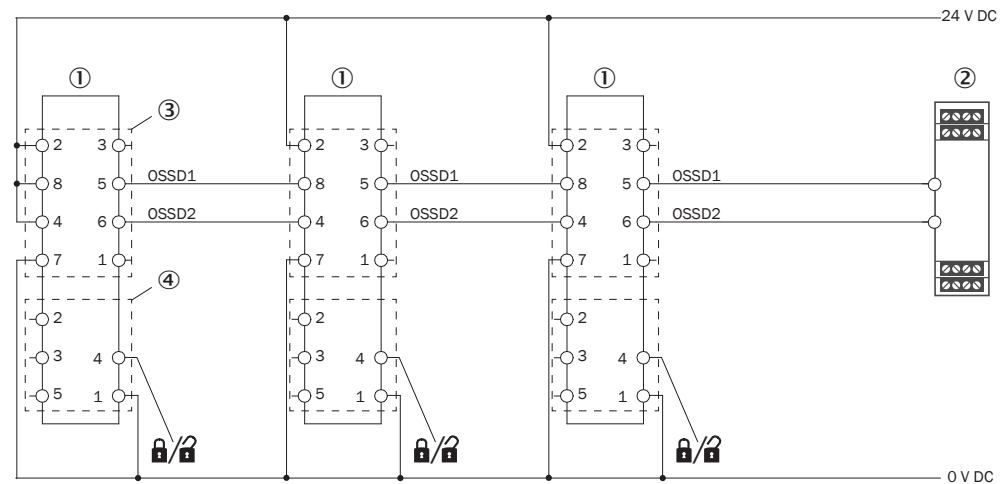 24 V DC
① ① ① ②
③
2 3 2 3 2 3
8 5 OSSD1 8 5 OSSD1 8 5 OSSD1
4 6 OSSD2 4 6 OSSD2 4 6 OSSD2
7 1 7 1 7 1
④
2 2 2
3 4 3 4 3 4
5 1 5 1 5 1
/ / /
0 V DC